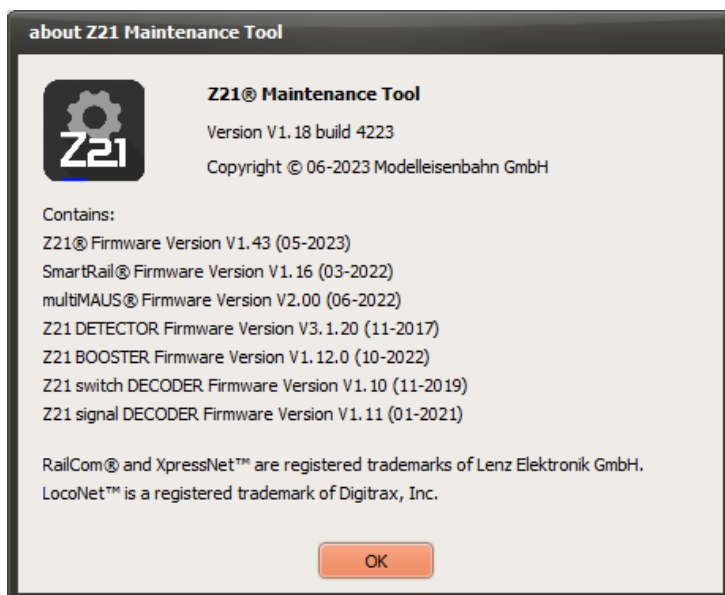 about Z21 Maintenance Tool
Z21
Z21® Maintenance Tool
Version V1.18 build 4223
Copyright © 06-2023 Modelleisenbahn GmbH
Contains:
Z21® Firmware Version V1.43 (05-2023)
SmartRail® Firmware Version V1.16 (03-2022)
multiMAUS® Firmware Version V2.00 (06-2022)
Z21 DETECTOR Firmware Version V3.1.20 (11-2017)
Z21 BOOSTER Firmware Version V1.12.0 (10-2022)
Z21 switch DECODER Firmware Version V1.10 (11-2019)
Z21 signal DECODER Firmware Version V1.11 (01-2021)
RailCom® and XpressNet™ are registered trademarks of Lenz Elektronik GmbH.
LocoNet™ is a registered trademark of Digitrax, Inc.
OK